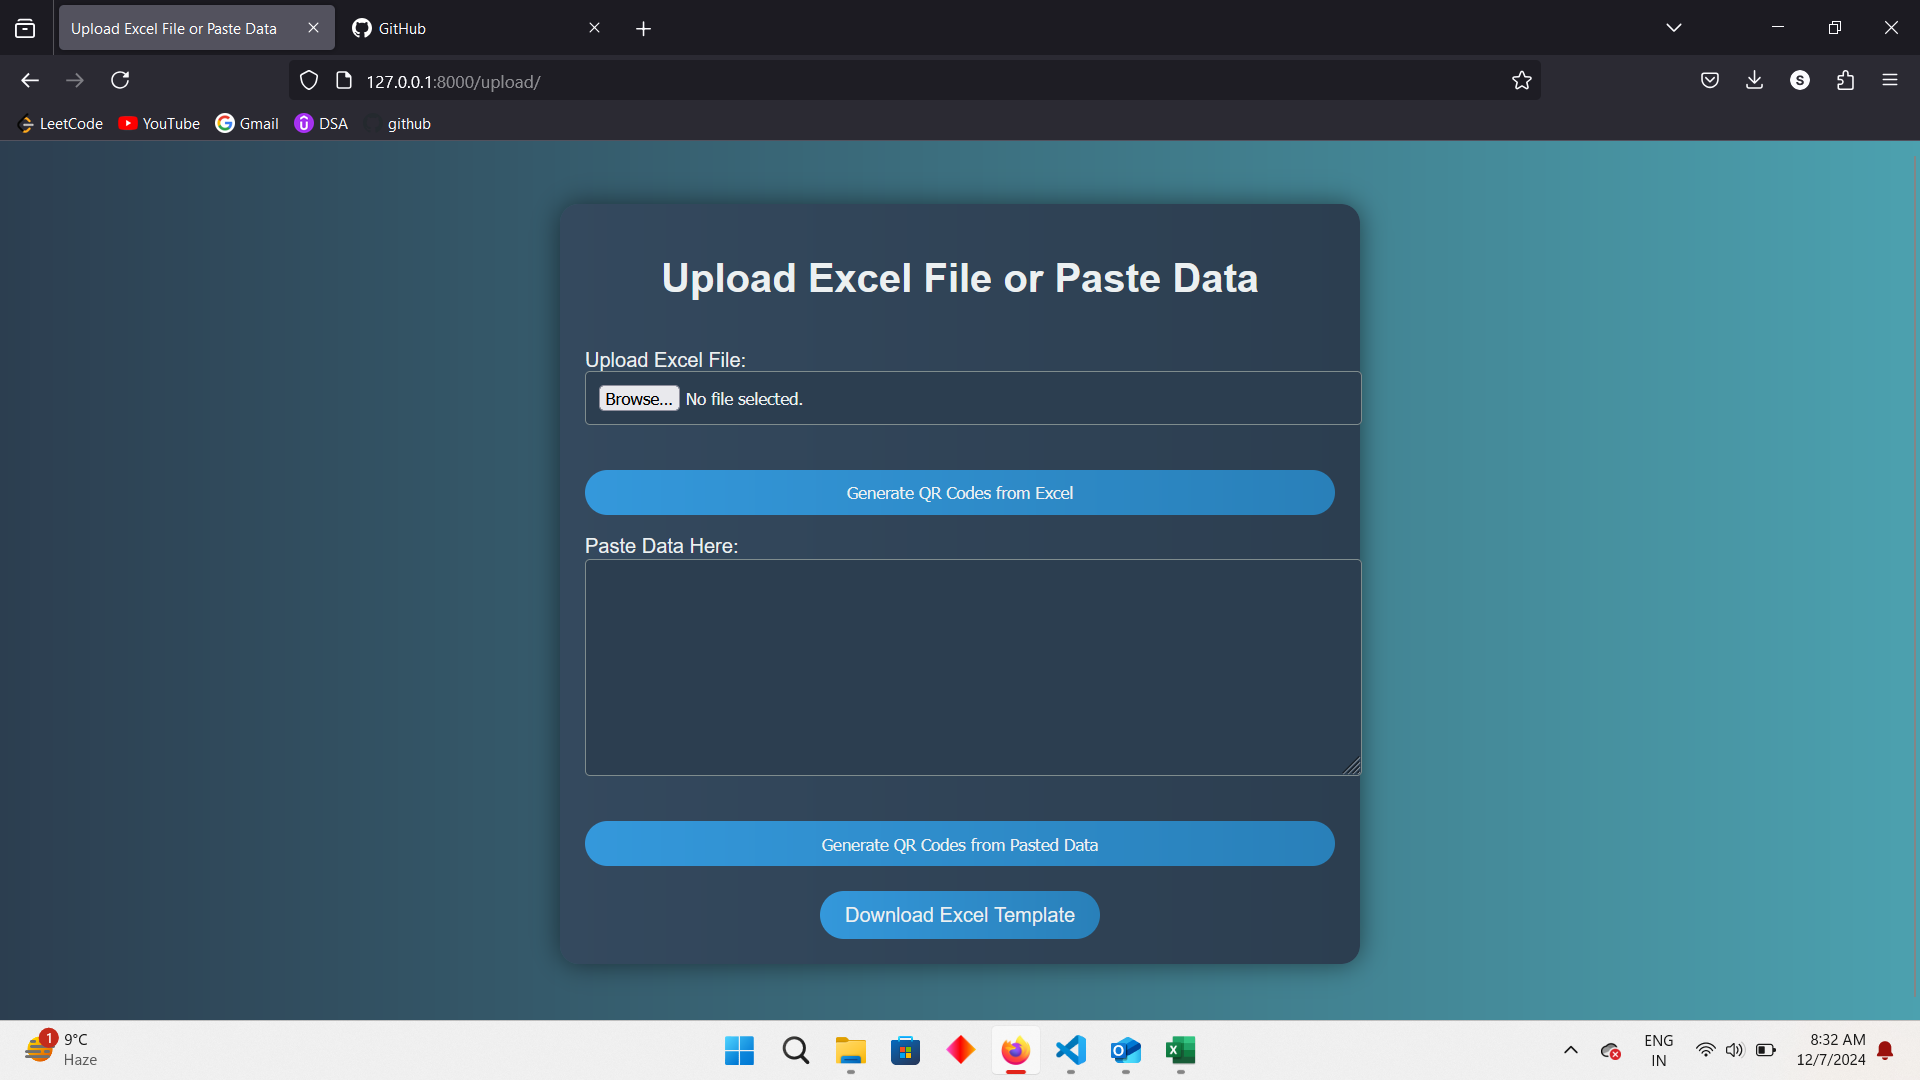 Upload Excel File or Paste Data
GitHub
127.0.0.1:8000/upload/
S
LeetCode
YouTube
Gmail
DSA
github
Upload Excel File or Paste Data
Upload Excel File:
Browse... No file selected.
Generate QR Codes from Excel
Paste Data Here:
Generate QR Codes from Pasted Data
Download Excel Template
1
9°C
Haze
ENG
IN
8:32 AM
12/7/2024